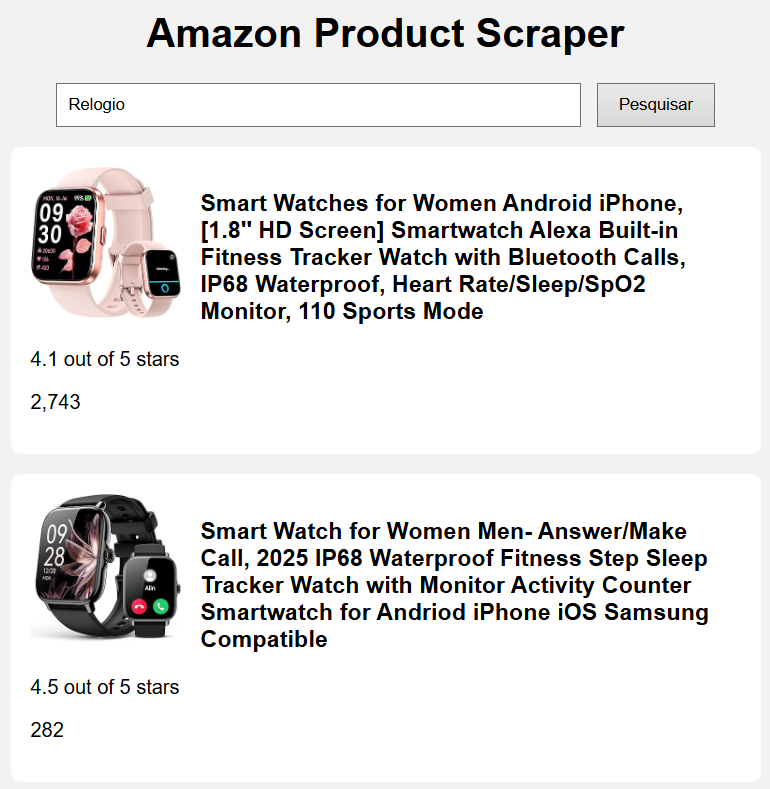 Amazon Product Scraper
Relogio
Pesquisar
Smart Watches for Women Android iPhone,
[1.8" HD Screen] Smartwatch Alexa Built-in
Fitness Tracker Watch with Bluetooth Calls,
IP68 Waterproof, Heart Rate/Sleep/SpO2
Monitor, 110 Sports Mode
09
30
4.1 out of 5 stars
2,743
Smart Watch for Women Men- Answer/Make
Call, 2025 IP68 Waterproof Fitness Step Sleep
Tracker Watch with Monitor Activity Counter
Smartwatch for Andriod iPhone iOS Samsung
Compatible
09
28
12/28
MON
Alin
4.5 out of 5 stars
282